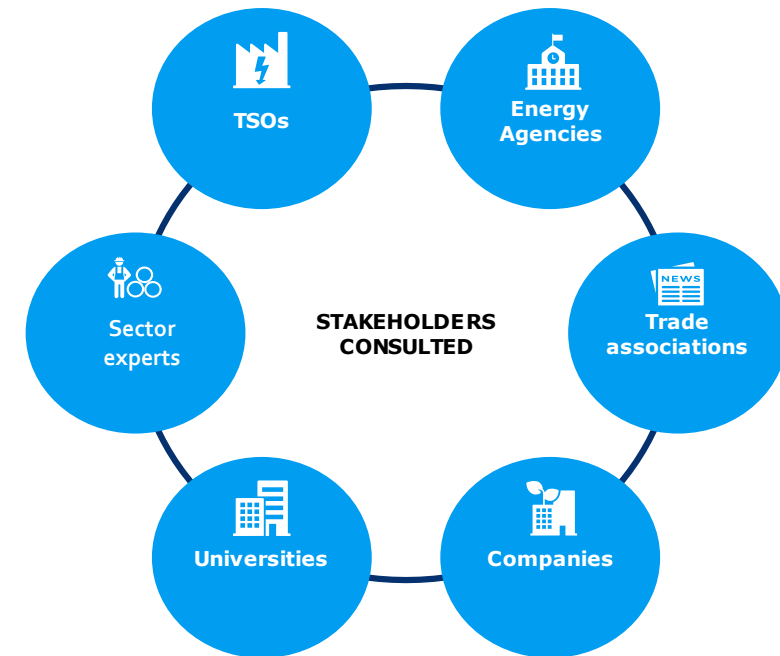 TSOs
Energy
Agencies
NEWS
Trade
associations
Companies
Universities
Sector
experts
STAKEHOLDERS
CONSULTED